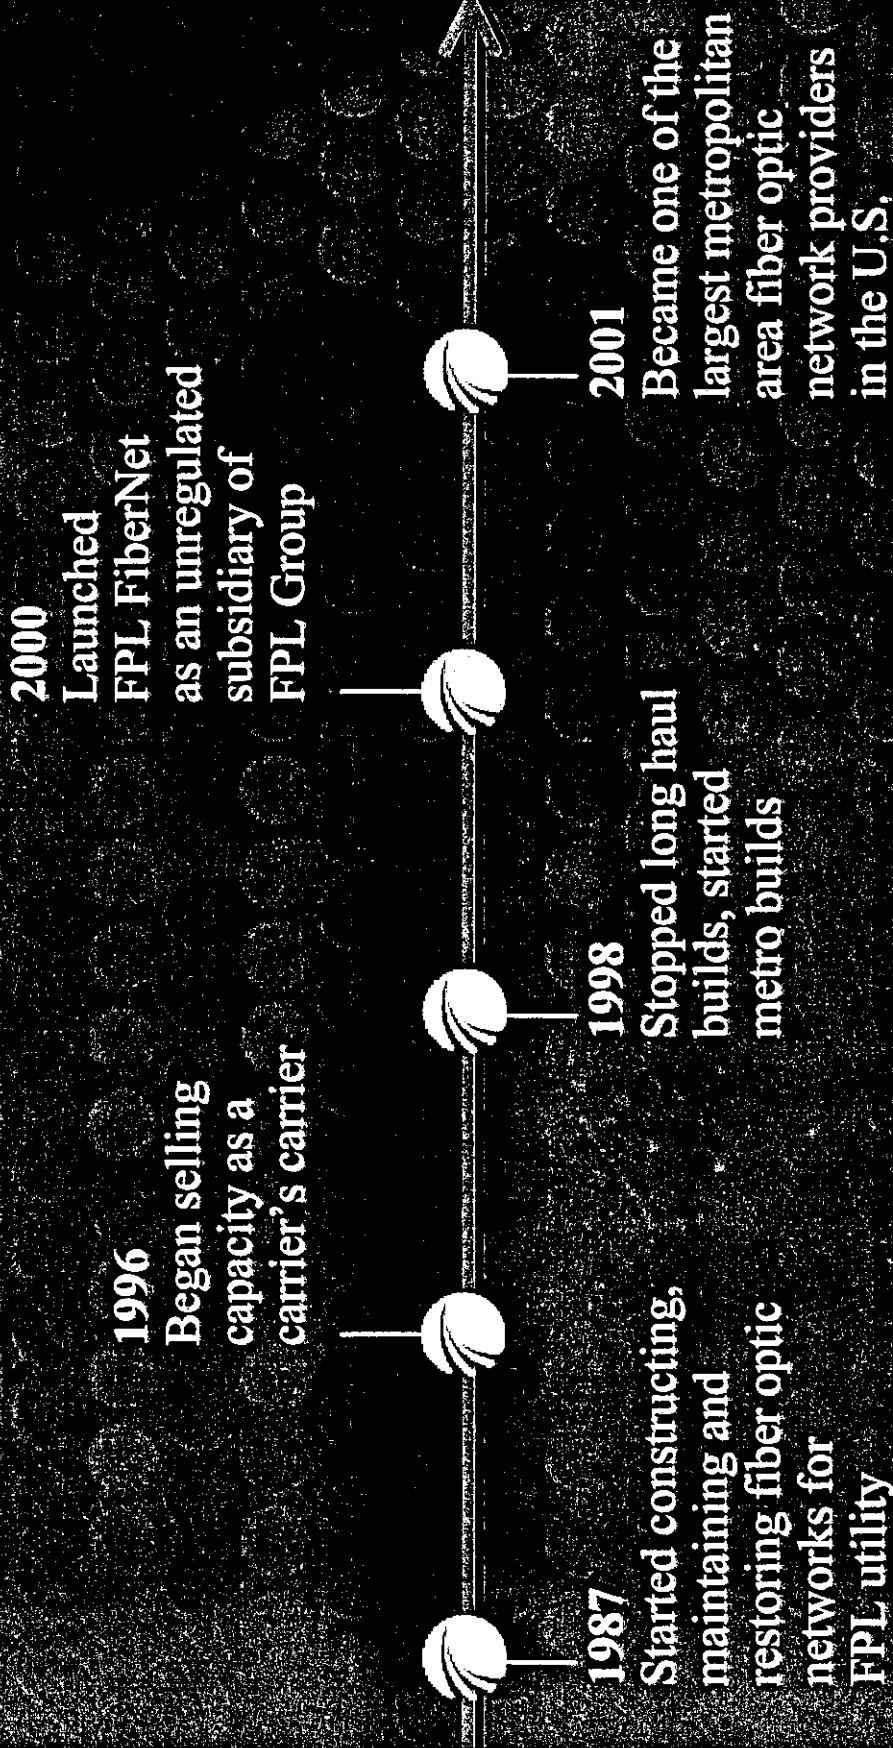 1987
Started constructing,
maintaining and
restoring fiber optic
networks for
FPL utility
1996
Began selling
capacity as a
carrier's carrier
1998
Stopped long haul
builds, started
metro builds
2000
Launched
FPL FiberNet
as an unregulated
subsidiary of
FPL Group
2001
Became one of the
largest metropolitan
area fiber optic
network providers
in the U.S.